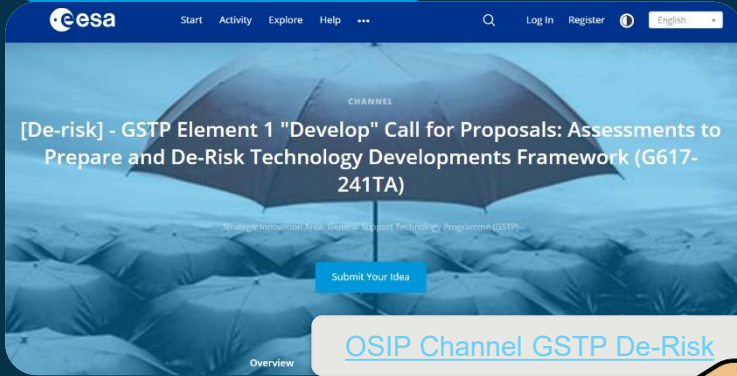 esa
Start Activity Explore Help •••
Log In Register English
CHANNEL
[De-risk] - GSTP Element 1 "Develop" Call for Proposals: Assessments to
Prepare and De-Risk Technology Developments Framework (G617-
241TA)
Strategic Innovation Area: General Support Technology Programme (GSTP)
Submit Your Idea
Overview
OSIP Channel GSTP De-Risk